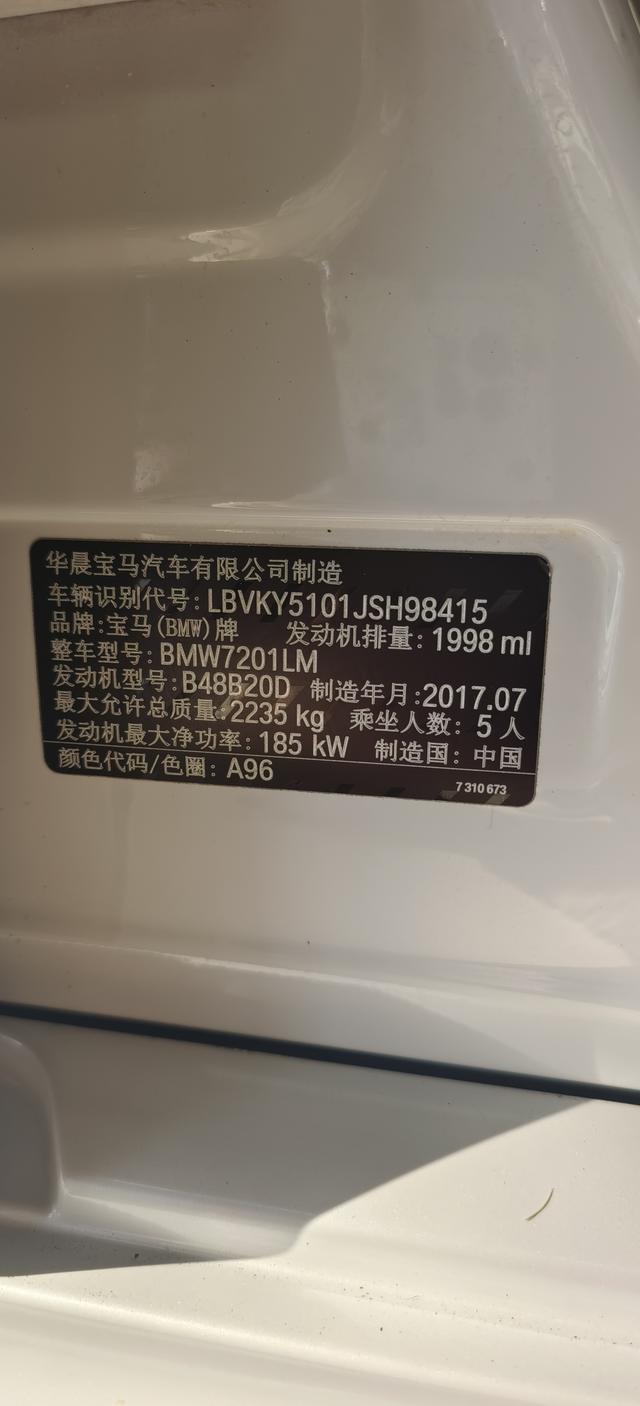 华晨宝马汽车有限公司制造
车辆识别代号: LBVKY5101JSH98415
品牌:宝马(BMW)牌 发动机排量: 1998 ml
整车型号: BMW7201LM
发动机型号: B48B20D 制造年月:2017.07
最大允许总质量:2235 kg 乘坐人数: 5 人
发动机最大净功率: 185 kW 制造国: 中国
颜色代码/色圈: A96 7 310 673